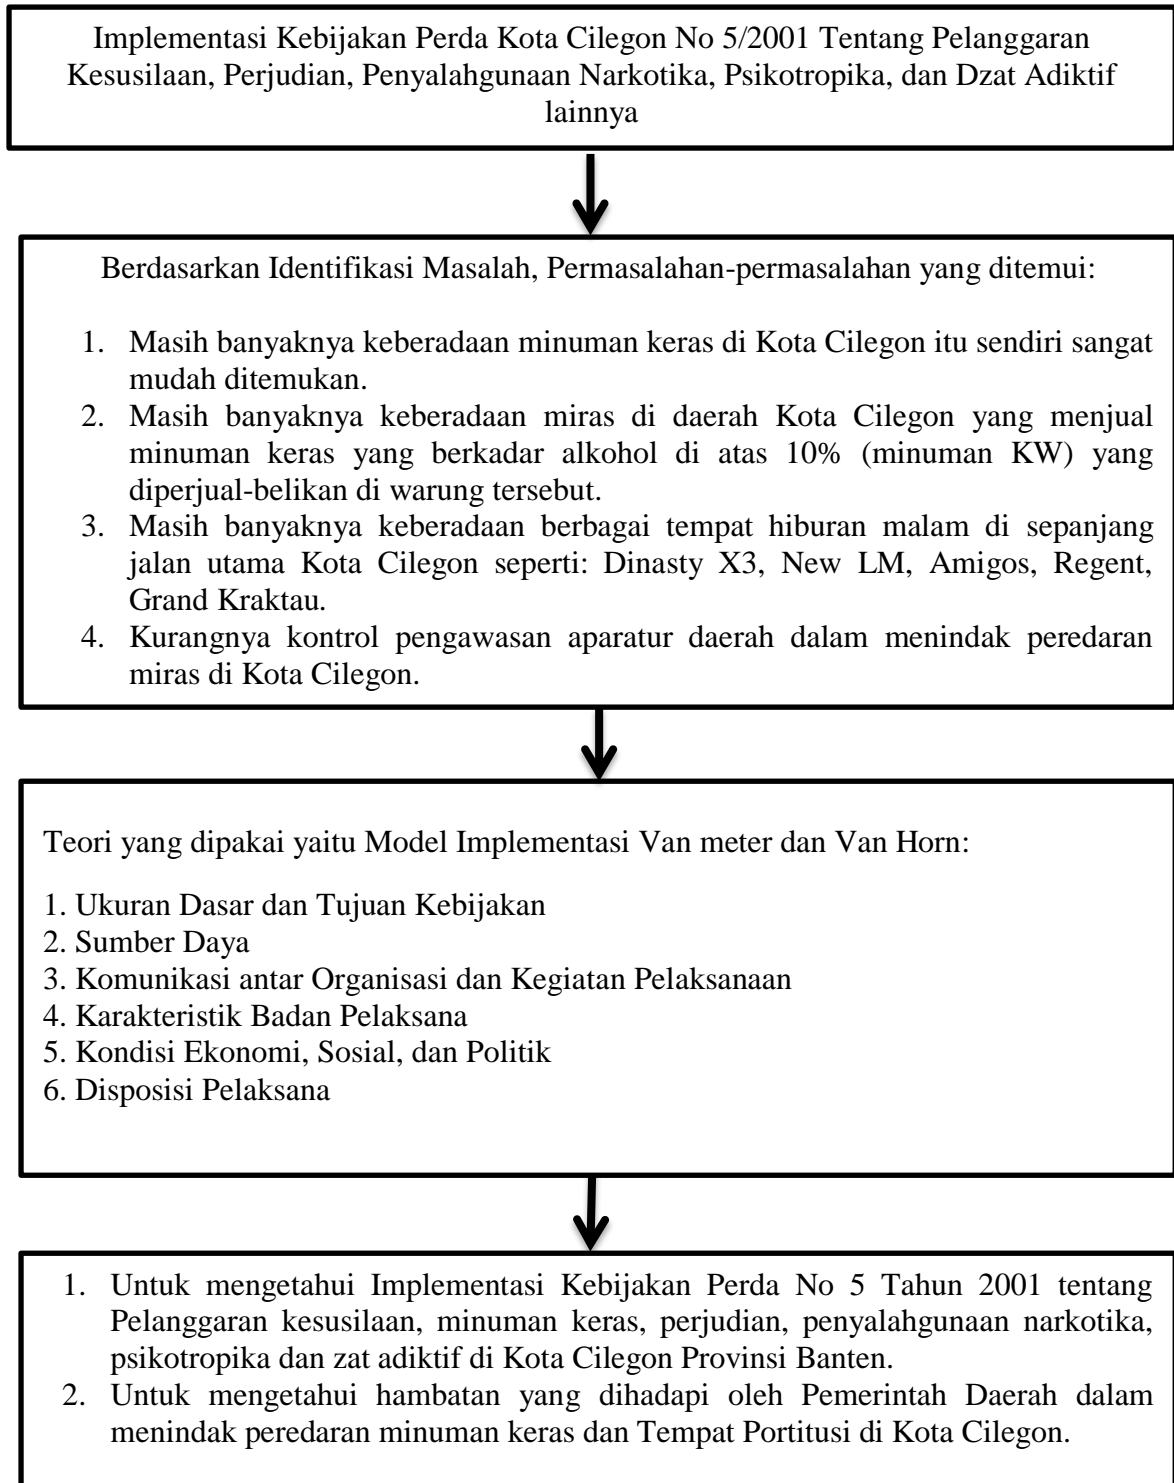 Implementasi Kebijakan Perda Kota Cilegon No 5/2001 Tentang Pelanggaran
Kesusilaan, Perjudian, Penyalahgunaan Narkotika, Psikotropika, dan Dzat Adiktif
lainnya
Berdasarkan Identifikasi Masalah, Permasalahan-permasalahan yang ditemui:
1. Masih banyaknya keberadaan minuman keras di Kota Cilegon itu sendiri sangat
mudah ditemukan.
2. Masih banyaknya keberadaan miras di daerah Kota Cilegon yang menjual
minuman keras yang berkadar alkohol di atas 10% (minuman KW) yang
diperjual-belikan di warung tersebut.
3. Masih banyaknya keberadaan berbagai tempat hiburan malam di sepanjang
jalan utama Kota Cilegon seperti: Dinasty X3, New LM, Amigos, Regent,
Grand Kraktau.
4. Kurangnya kontrol pengawasan aparatur daerah dalam menindak peredaran
miras di Kota Cilegon.
Teori yang dipakai yaitu Model Implementasi Van meter dan Van Horn:
1. Ukuran Dasar dan Tujuan Kebijakan
2. Sumber Daya
3. Komunikasi antar Organisasi dan Kegiatan Pelaksanaan
4. Karakteristik Badan Pelaksana
5. Kondisi Ekonomi, Sosial, dan Politik
6. Disposisi Pelaksana
1. Untuk mengetahui Implementasi Kebijakan Perda No 5 Tahun 2001 tentang
Pelanggaran kesusilaan, minuman keras, perjudian, penyalahgunaan narkotika,
psikotropika dan zat adiktif di Kota Cilegon Provinsi Banten.
2. Untuk mengetahui hambatan yang dihadapi oleh Pemerintah Daerah dalam
menindak peredaran minuman keras dan Tempat Portitusi di Kota Cilegon.